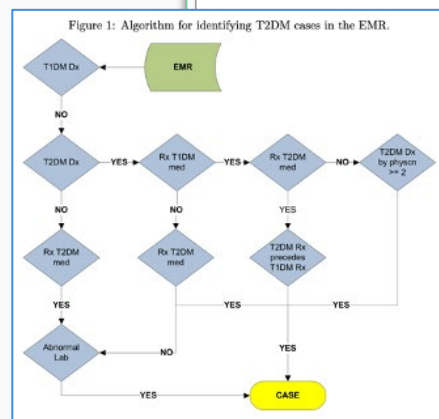 Figure 1: Algorithm for identifying T2DM cases in the EMR.
T1DM Dx
EMR
NO
T2DM Dx
YES
Rx T1DM
med
YES
Rx T2DM
med
NO
T2DM Dx
by physcn
>= 2
NO
NO
YES
Rx T2DM
med
Rx T2DM
med
T2DM Rx
precedes
T1DM Rx
YES
YES
YES
Abnormal
Lab
NO
YES
YES
CASE